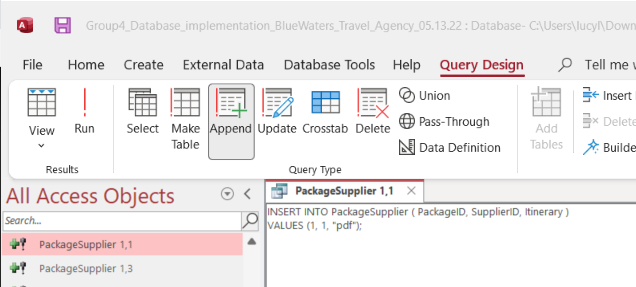 Group4_Database_implementation_BlueWaters_Travel_Agency_05.13.22 : Database- C:\Users\lucyl\Down
File Home Create External Data Database Tools Help Query Design Tell me w
View Run Select Make Table Append Update Crosstab Delete Union Pass-Through Data Definition Add Tables Insert Delete Builde
Results Query Type
All Access Objects
Search...
PackageSupplier 1,1
PackageSupplier 1,3
PackageSupplier 1,1
INSERT INTO PackageSupplier ( PackageID, SupplierID, Itinerary )
VALUES (1, 1, "pdf");